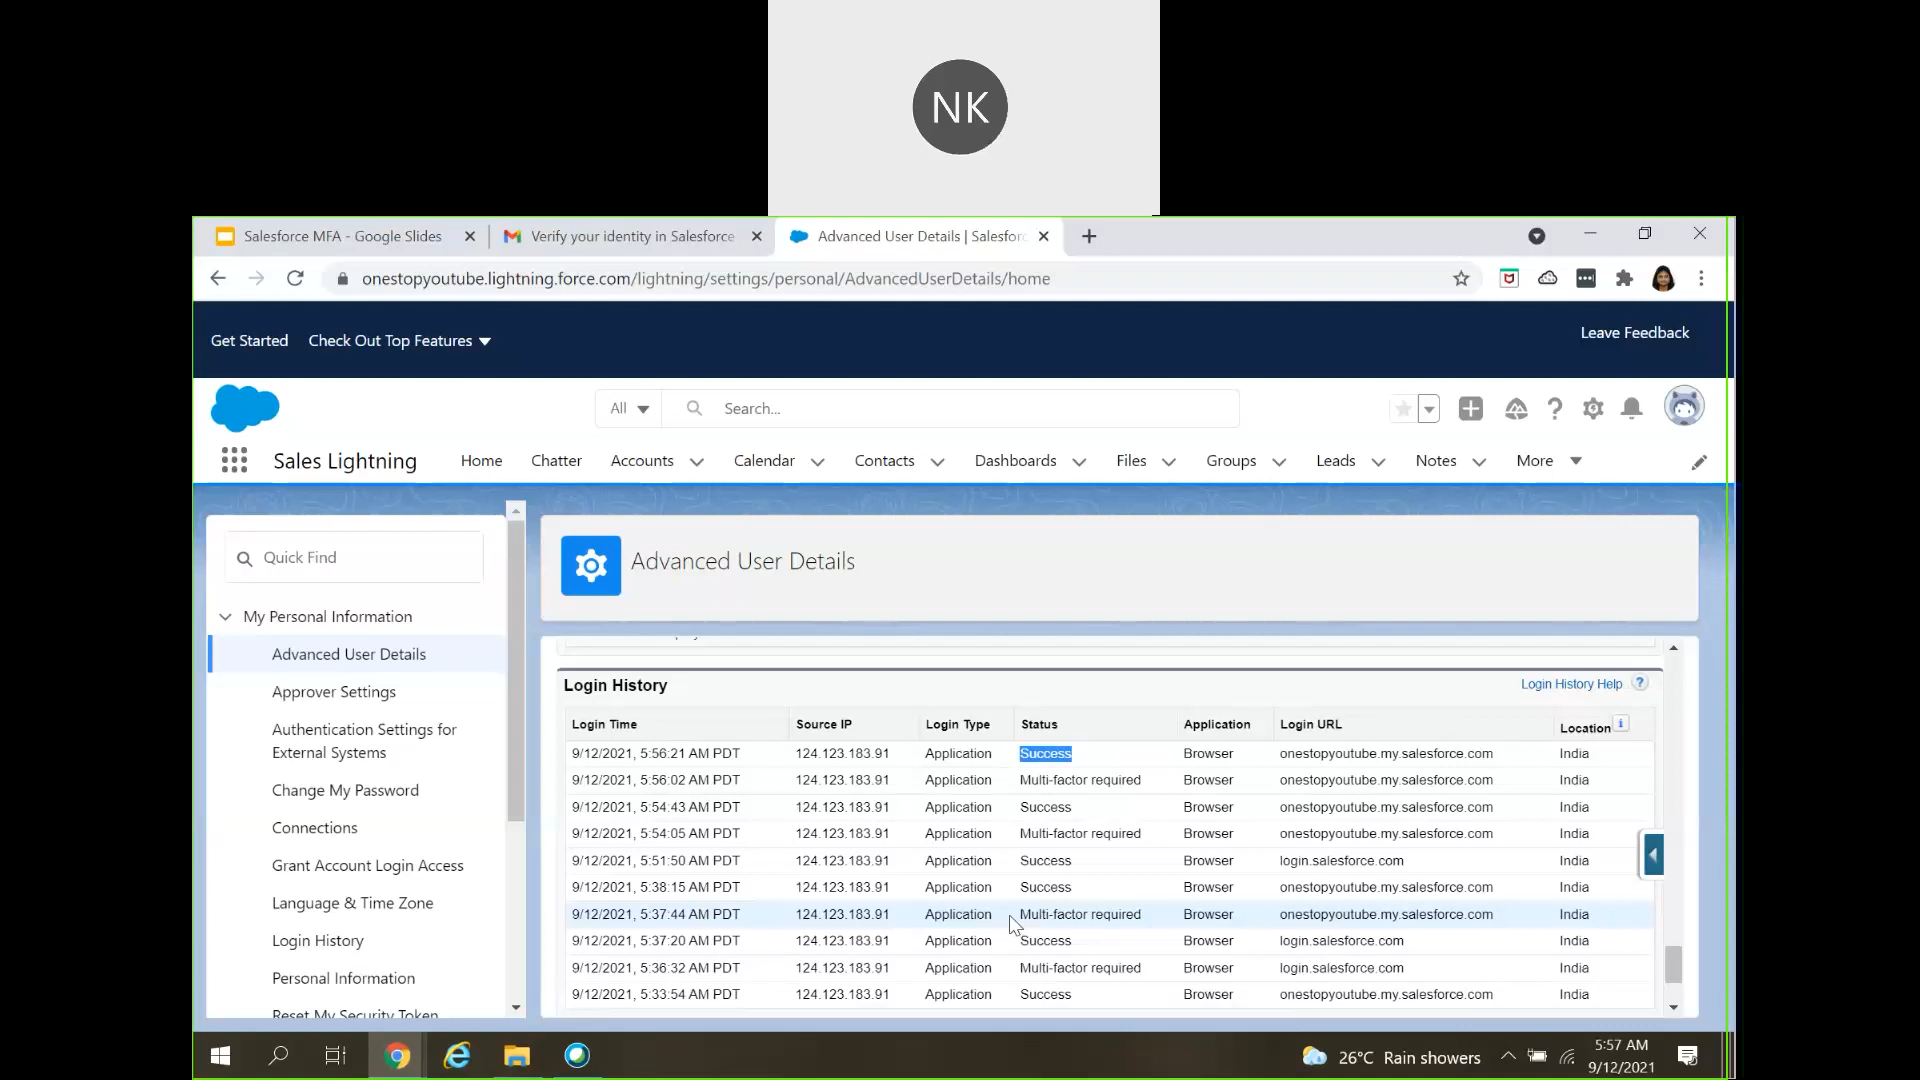 NK
Salesforce MFA - Google Slides
Verify your identity in Salesforce
Advanced User Details | Salesforc
onestopyoutube.lightning.force.com/lightning/settings/personal/AdvancedUserDetails/home
Get Started
Check Out Top Features
Leave Feedback
All
Search...
Sales Lightning
Home
Chatter
Accounts
Calendar
Contacts
Dashboards
Files
Groups
Leads
Notes
More
Quick Find
My Personal Information
Advanced User Details
Approver Settings
Authentication Settings for
External Systems
Change My Password
Connections
Grant Account Login Access
Language & Time Zone
Login History
Personal Information
Reset My Security Token
Advanced User Details
Login History
Login History Help ?
Login Time Source IP Login Type Status Application Login URL Location i
9/12/2021, 5:56:21 AM PDT 124.123.183.91 Application Success Browser onestopyoutube.my.salesforce.com India
9/12/2021, 5:56:02 AM PDT 124.123.183.91 Application Multi-factor required Browser onestopyoutube.my.salesforce.com India
9/12/2021, 5:54:43 AM PDT 124.123.183.91 Application Success Browser onestopyoutube.my.salesforce.com India
9/12/2021, 5:54:05 AM PDT 124.123.183.91 Application Multi-factor required Browser onestopyoutube.my.salesforce.com India
9/12/2021, 5:51:50 AM PDT 124.123.183.91 Application Success Browser login.salesforce.com India
9/12/2021, 5:38:15 AM PDT 124.123.183.91 Application Success Browser onestopyoutube.my.salesforce.com India
9/12/2021, 5:37:44 AM PDT 124.123.183.91 Application Multi-factor required Browser onestopyoutube.my.salesforce.com India
9/12/2021, 5:37:20 AM PDT 124.123.183.91 Application Success Browser login.salesforce.com India
9/12/2021, 5:36:32 AM PDT 124.123.183.91 Application Multi-factor required Browser login.salesforce.com India
9/12/2021, 5:33:54 AM PDT 124.123.183.91 Application Success Browser onestopyoutube.my.salesforce.com India
26°C Rain showers
5:57 AM
9/12/2021